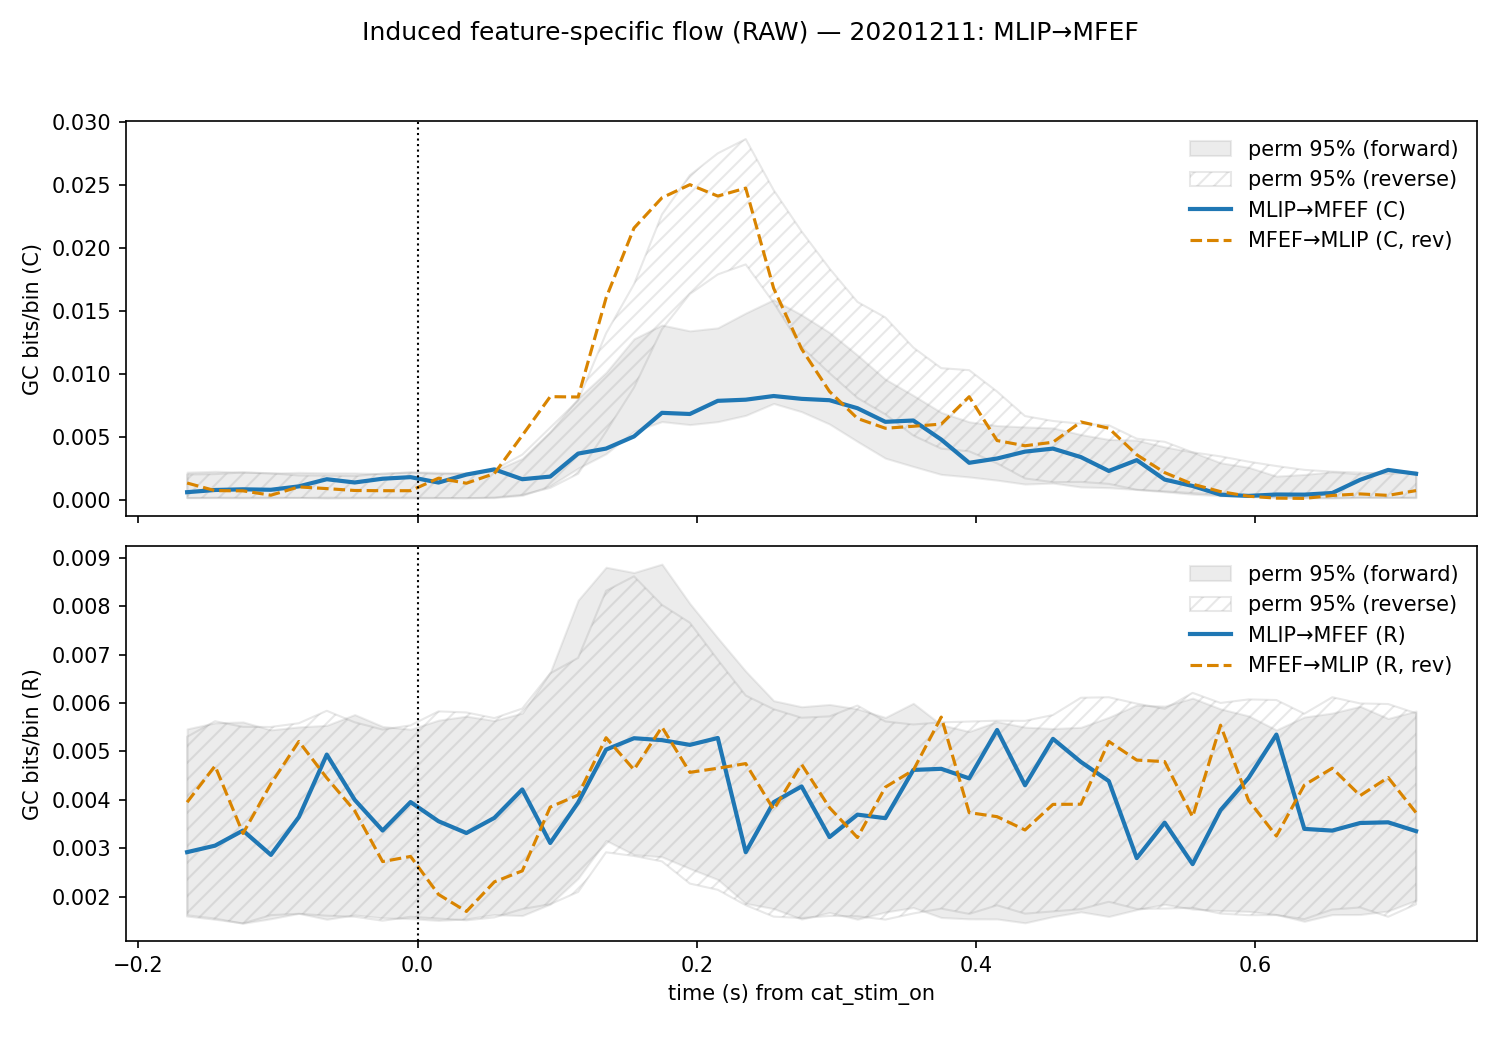 Induced feature-specific flow (RAW) — 20201211: MLIP→MFEF
GC bits/bin (C)
0.030
0.025
0.020
0.015
0.010
0.005
0.000
perm 95% (forward)
perm 95% (reverse)
MLIP→MFEF (C)
MFEF→MLIP (C, rev)
GC bits/bin (R)
0.009
0.008
0.007
0.006
0.005
0.004
0.003
0.002
perm 95% (forward)
perm 95% (reverse)
MLIP→MFEF (R)
MFEF→MLIP (R, rev)
−0.2 0.0 0.2 0.4 0.6
time (s) from cat_stim_on